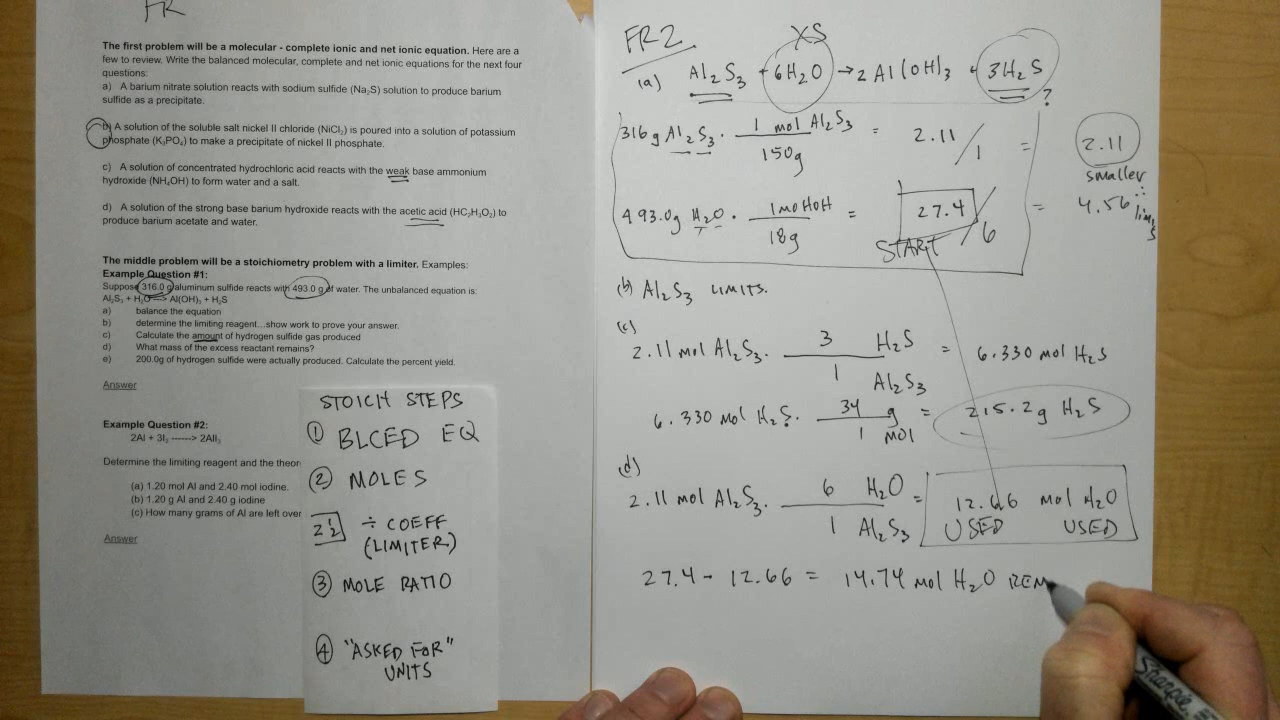 FR
The first problem will be a molecular - complete ionic and net ionic equation. Here are a
few to review. Write the balanced molecular, complete and net ionic equations for the next four
questions:
a) A barium nitrate solution reacts with sodium sulfide (Na₂S) solution to produce barium
sulfide as a precipitate.
b) A solution of the soluble salt nickel II chloride (NiCl₂) is poured into a solution of potassium
phosphate (K₃PO₄) to make a precipitate of nickel II phosphate.
c) A solution of concentrated hydrochloric acid reacts with the weak base ammonium
hydroxide (NH₄OH) to form water and a salt.
d) A solution of the strong base barium hydroxide reacts with the acetic acid (HC₂H₃O₂) to
produce barium acetate and water.
The middle problem will be a stoichiometry problem with a limiter. Examples:
Example Question #1:
Suppose 316.0 g aluminum sulfide reacts with 493.0 g of water. The unbalanced equation is:
Al₂S₃ + H₂O ---> Al(OH)₃ + H₂S
a) balance the equation
b) determine the limiting reagent...show work to prove your answer.
c) Calculate the amount of hydrogen sulfide gas produced
d) What mass of the excess reactant remains?
e) 200.0g of hydrogen sulfide were actually produced. Calculate the percent yield.
Answer
Example Question #2:
2Al + 3I₂ ------> 2AlI₃
Determine the limiting reagent and the theor
(a) 1.20 mol Al and 2.40 mol iodine.
(b) 1.20 g Al and 2.40 g iodine
(c) How many grams of Al are left over
Answer
STOICH STEPS
① BLCED EQ
② MOLES
2½ ÷ COEFF
(LIMITER)
③ MOLE RATIO
④ "ASKED FOR"
UNITS
FR2
XS
(a) Al₂S₃ + 6H₂O → 2Al(OH)₃ + 3H₂S
?
316g Al₂S₃ · 1 mol Al₂S₃ / 150g = 2.11 / 1 = 2.11
smaller
∴
limits
493.0g H₂O · 1 mol HOH / 18g = 27.4 / 6 = 4.56
START
(b) Al₂S₃ LIMITS.
(c)
2.11 mol Al₂S₃ · 3 H₂S / 1 Al₂S₃ = 6.330 mol H₂S
6.330 mol H₂S · 34 g / 1 mol = 215.2g H₂S
(d)
2.11 mol Al₂S₃ · 6 H₂O / 1 Al₂S₃ = 12.66 mol H₂O
USED USED
27.4 - 12.66 = 14.74 mol H₂O REM
Sharpie